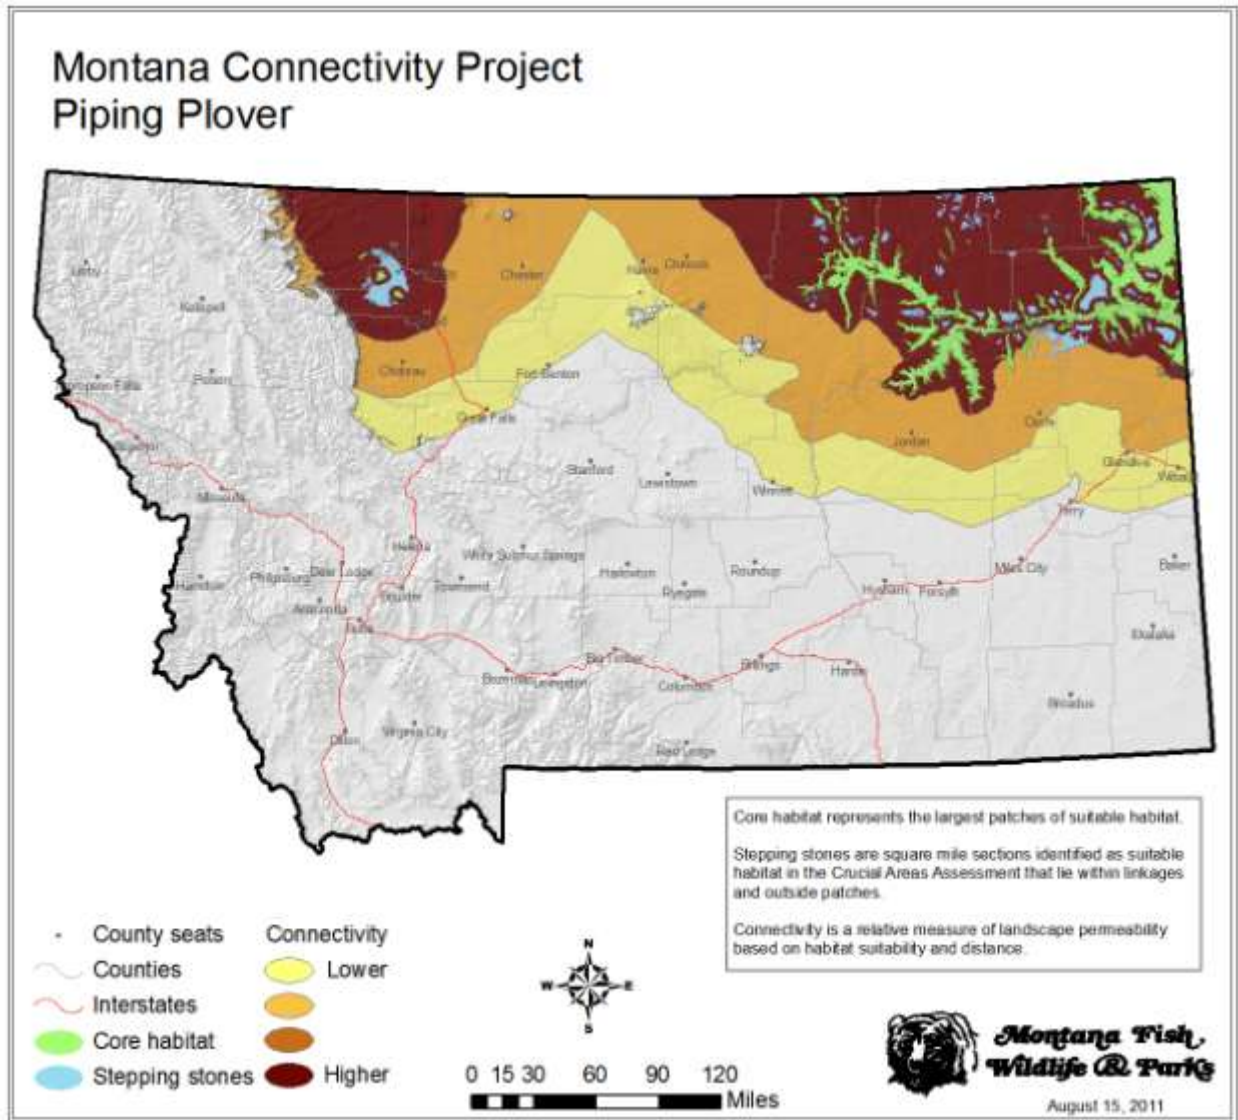 Montana Connectivity Project
Piping Plover
Libby
Kalispell
Chester
Havre
Chinook
Polson
Choteau
Fort Benton
Great Falls
Jordan
Circle
Glendive
Stanford
Lewistown
Winnett
Missoula
Terry
Helena
White Sulphur Springs
Miles City
Baker
Hamilton
Philipsburg
Deer Lodge
Townsend
Harlowton
Roundup
Ryegate
Hysham
Forsyth
Anaconda
Boulder
Butte
Ekalaka
Big Timber
Billings
Hardin
Bozeman
Livingston
Columbus
Broadus
Dillon
Virginia City
Red Lodge
Core habitat represents the largest patches of suitable habitat.
Stepping stones are square mile sections identified as suitable
habitat in the Crucial Areas Assessment that lie within linkages
and outside patches.
Connectivity is a relative measure of landscape permeability
based on habitat suitability and distance.
County seats
Counties
Interstates
Core habitat
Stepping stones
Connectivity
Lower
Higher
N
W E
S
0 15 30 60 90 120
Miles
Montana Fish,
Wildlife & Parks
August 15, 2011